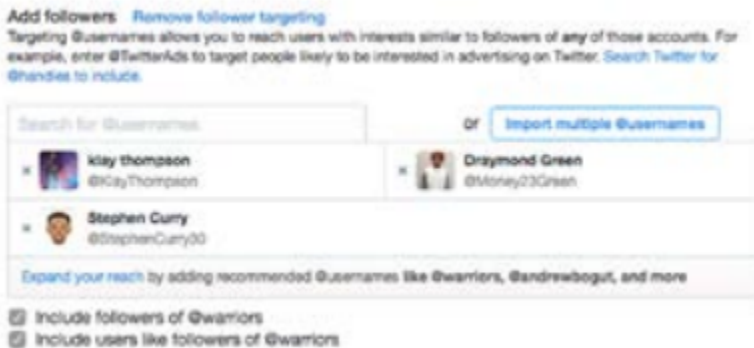 Add followers Remove follower targeting
Targeting @usernames allows you to reach users with interests similar to followers of any of those accounts. For
example, enter @TwitterAds to target people likely to be interested in advertising on Twitter. Search Twitter for
@handles to include.
Search for @usernames
or Import multiple @usernames
klay thompson
@KlayThompson
Draymond Green
@Money23Green
Stephen Curry
@StephenCurry30
Expand your reach by adding recommended @usernames like @warriors, @andrewbogut, and more
Include followers of @warriors
Include users like followers of @warriors